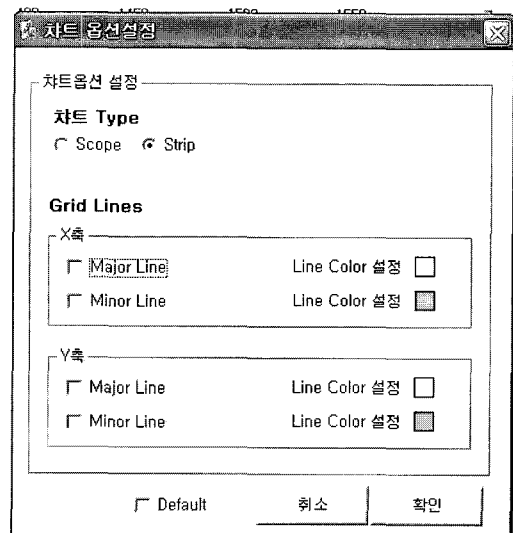 챠트 옵션설정
챠트옵션 설정
챠트 Type
Scope Strip
Grid Lines
X축
Major Line Line Color 설정
Minor Line Line Color 설정
Y축
Major Line Line Color 설정
Minor Line Line Color 설정
Default 취소 확인